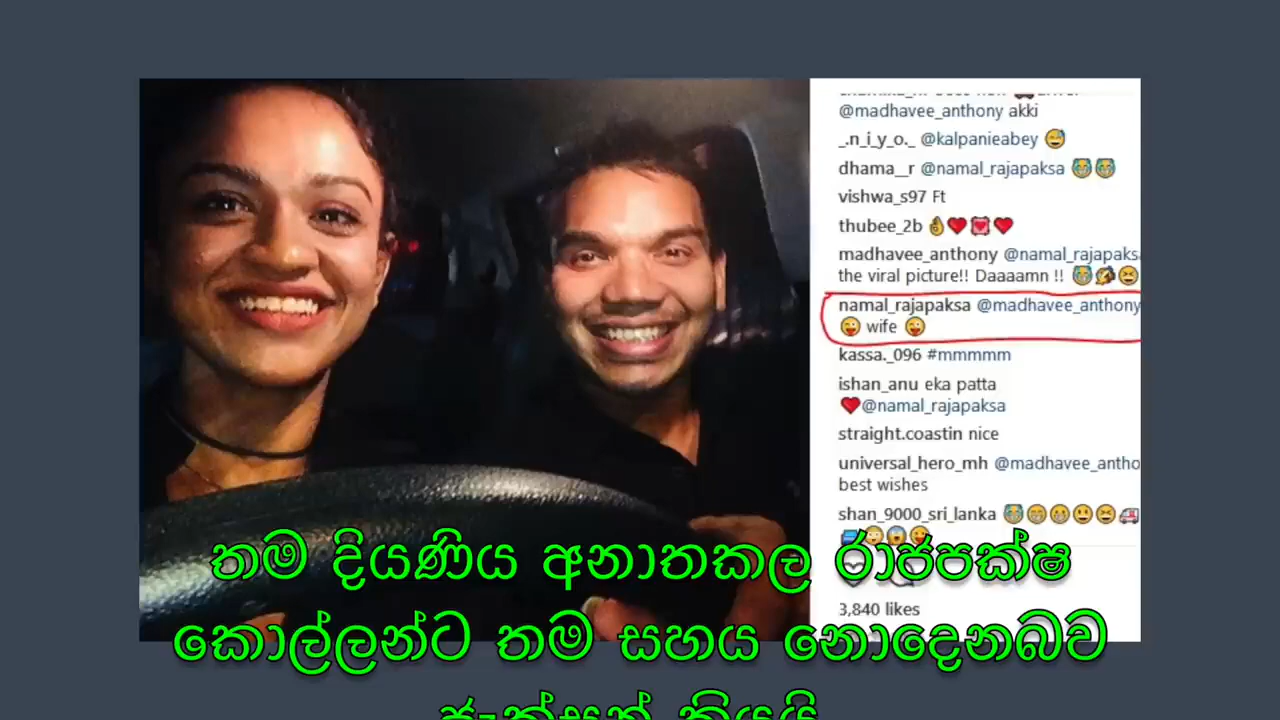 @madhavee_anthony akki
_.n_i_y_o._ @kalpanieabey 😅
dhama__r @namal_rajapaksa 😂😂
vishwa_s97 Ft
thubee_2b 👌❤️💟❤️
madhavee_anthony @namal_rajapaksa
the viral picture!! Daaaamn !!
namal_rajapaksa @madhavee_anthony
😜 wife 😜
kassa._096 #mmmmm
ishan_anu eka patta
❤️@namal_rajapaksa
straight.coastin nice
universal_hero_mh @madhavee_antho
best wishes
shan_9000_sri_lanka
3,840 likes
තම දියණිය අනාතකල රාජපක්ෂ
කොල්ලන්ට තම සහය නොදෙනබව